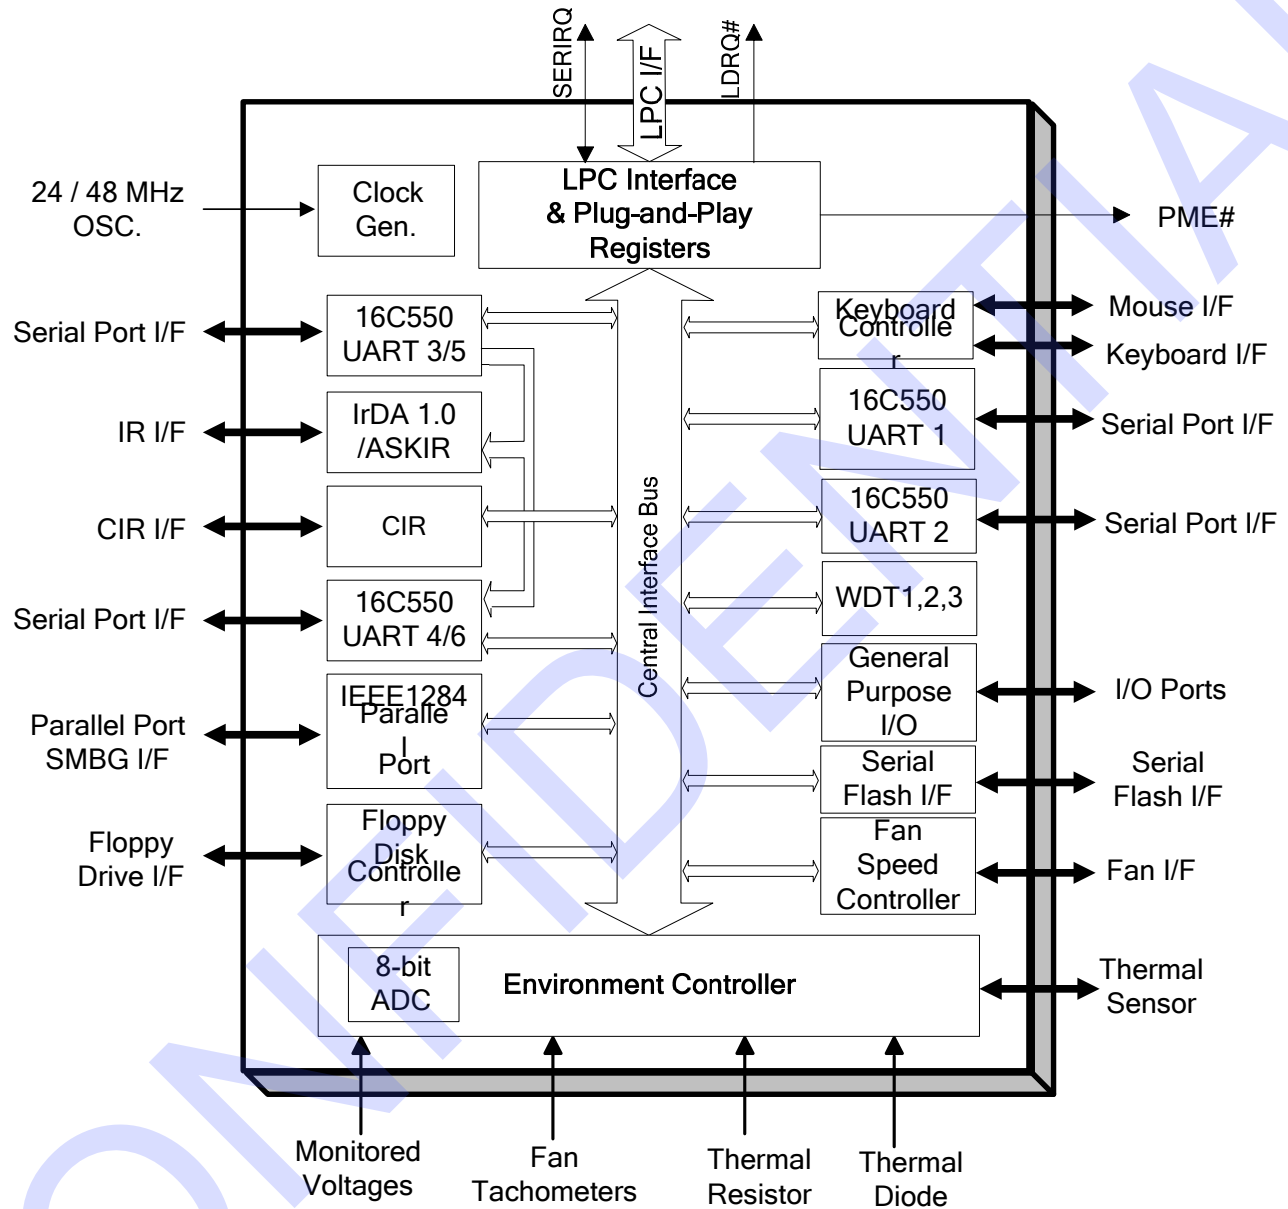 SERIRQ
LPC I/F
LDRQ#
24 / 48 MHz
OSC.
Clock
Gen.
LPC Interface
& Plug-and-Play
Registers
PME#
Serial Port I/F
16C550
UART 3/5
Keyboard
Controlle
r
Mouse I/F
Keyboard I/F
IR I/F
IrDA 1.0
/ASKIR
16C550
UART 1
Serial Port I/F
CIR I/F
CIR
Central Interface Bus
16C550
UART 2
Serial Port I/F
Serial Port I/F
16C550
UART 4/6
WDT1,2,3
Parallel Port
SMBG I/F
IEEE1284
Paralle
l
Port
General
Purpose
I/O
I/O Ports
Serial
Flash I/F
Serial
Flash I/F
Floppy
Drive I/F
Floppy
Disk
Controlle
r
Fan
Speed
Controller
Fan I/F
8-bit
ADC
Environment Controller
Thermal
Sensor
Monitored
Voltages
Fan
Tachometers
Thermal
Resistor
Thermal
Diode
ONFIDENTIA